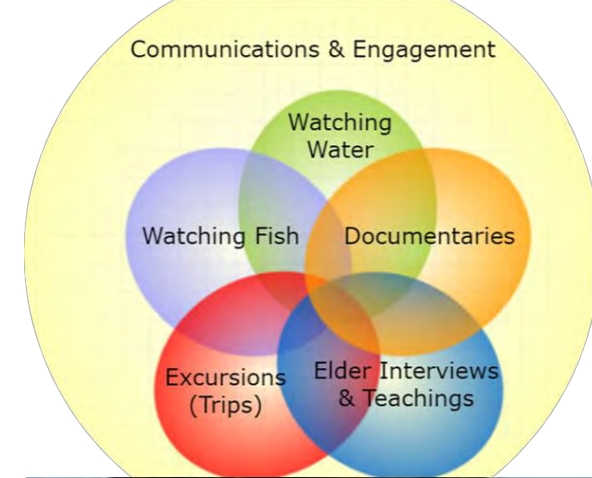 Communications & Engagement
Watching
Water
Watching Fish
Documentaries
Excursions
(Trips)
Elder Interviews
& Teachings